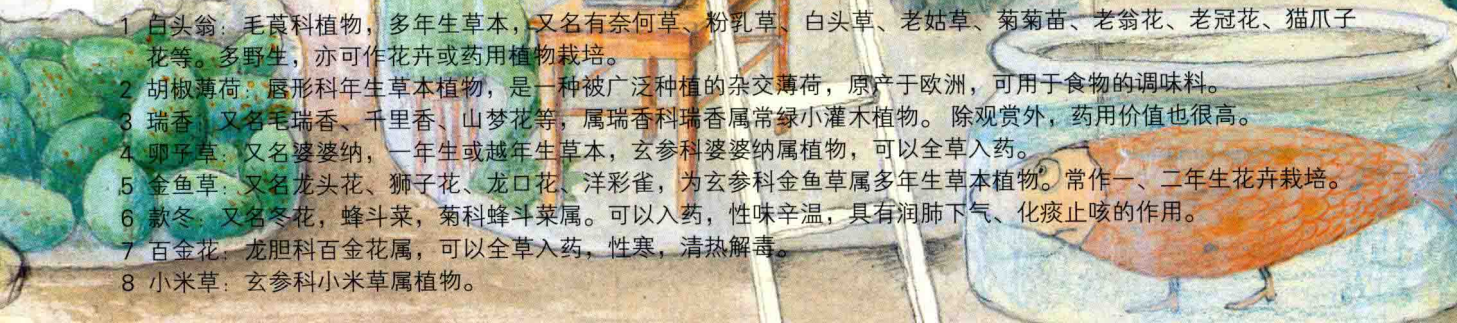 1 白头翁：毛茛科植物，多年生草本，又名有奈何草、粉乳草、白头草、老姑草、菊菊苗、老翁花、老冠花、猫爪子
花等。多野生，亦可作花卉或药用植物栽培。
2 胡椒薄荷：唇形科年生草本植物，是一种被广泛种植的杂交薄荷，原产于欧洲，可用于食物的调味料。
3 瑞香：又名毛瑞香、千里香、山梦花等，属瑞香科瑞香属常绿小灌木植物。 除观赏外，药用价值也很高。
4 卵子草：又名婆婆纳，一年生或越年生草本，玄参科婆婆纳属植物，可以全草入药。
5 金鱼草：又名龙头花、狮子花、龙口花、洋彩雀，为玄参科金鱼草属多年生草本植物。常作一、二年生花卉栽培。
6 款冬：又名冬花，蜂斗菜，菊科蜂斗菜属。可以入药，性味辛温，具有润肺下气、化痰止咳的作用。
7 百金花：龙胆科百金花属，可以全草入药，性寒，清热解毒。
8 小米草：玄参科小米草属植物。